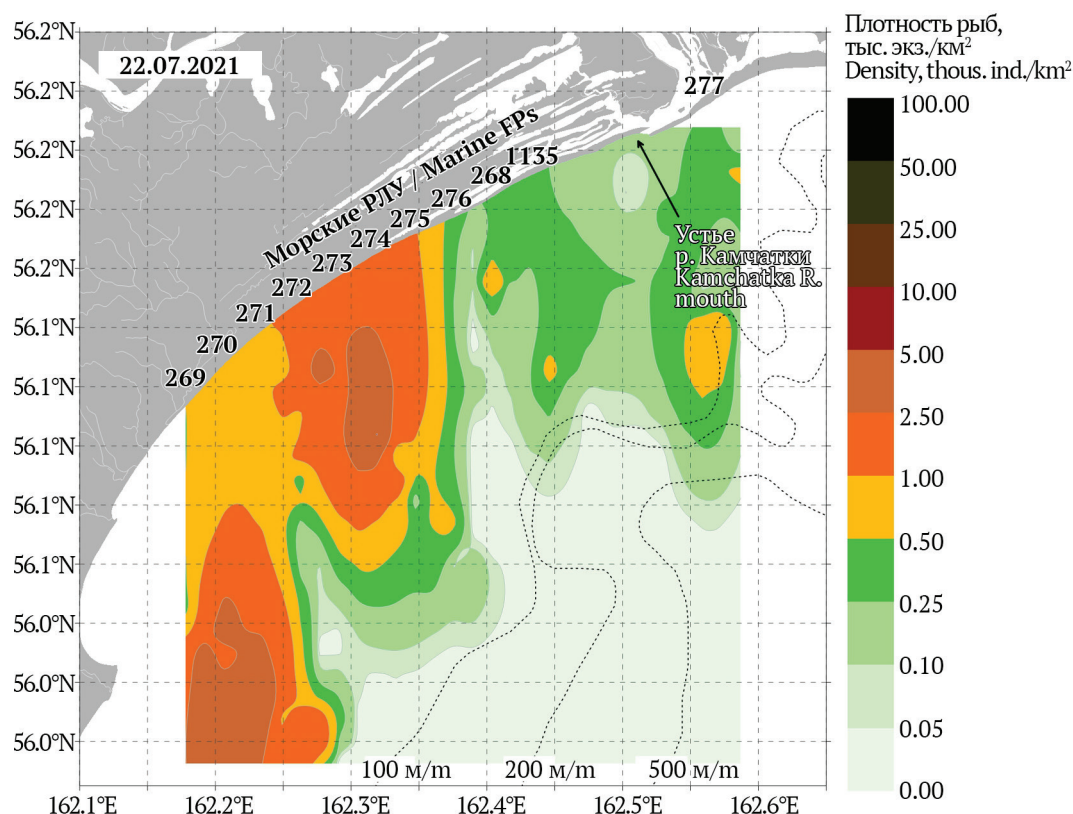 Плотность рыб,
тыс. экз./км²
Density, thous. ind./km²
22.07.2021
56.2°N
56.2°N
56.2°N
56.2°N
56.2°N
56.1°N
56.1°N
56.1°N
56.1°N
56.1°N
56.0°N
56.0°N
56.0°N
277
Морские РЛУ / Marine FPs
1135
268
276
275
274
273
272
271
270
269
Устье
р. Камчатки
Kamchatka R.
mouth
100 м/m
200 м/m
500 м/m
162.1°E
162.2°E
162.3°E
162.4°E
162.5°E
162.6°E
100.00
50.00
25.00
10.00
5.00
2.50
1.00
0.50
0.25
0.10
0.05
0.00